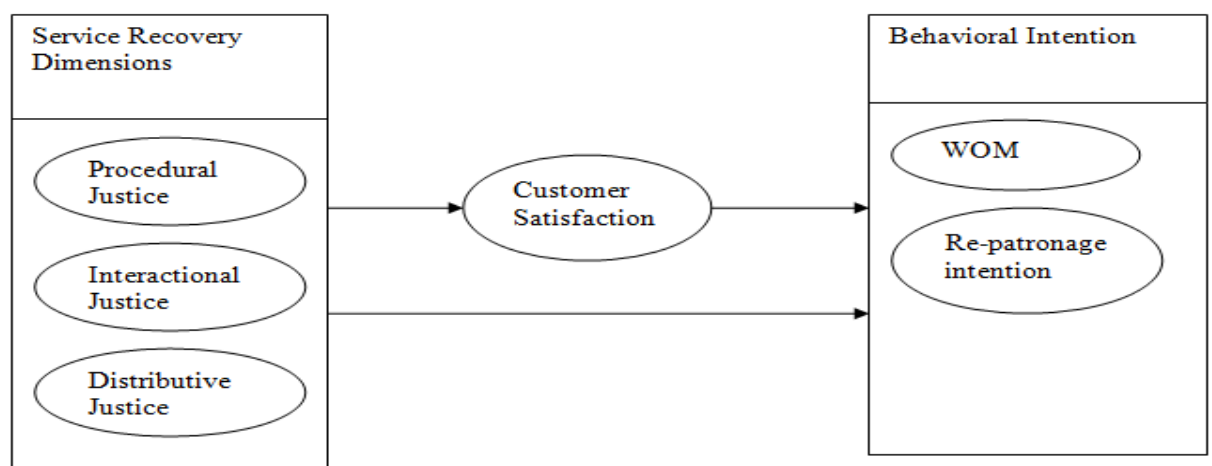 Service Recovery
Dimensions
Procedural
Justice
Interactional
Justice
Distributive
Justice
Customer
Satisfaction
Behavioral Intention
WOM
Re-patronage
intention